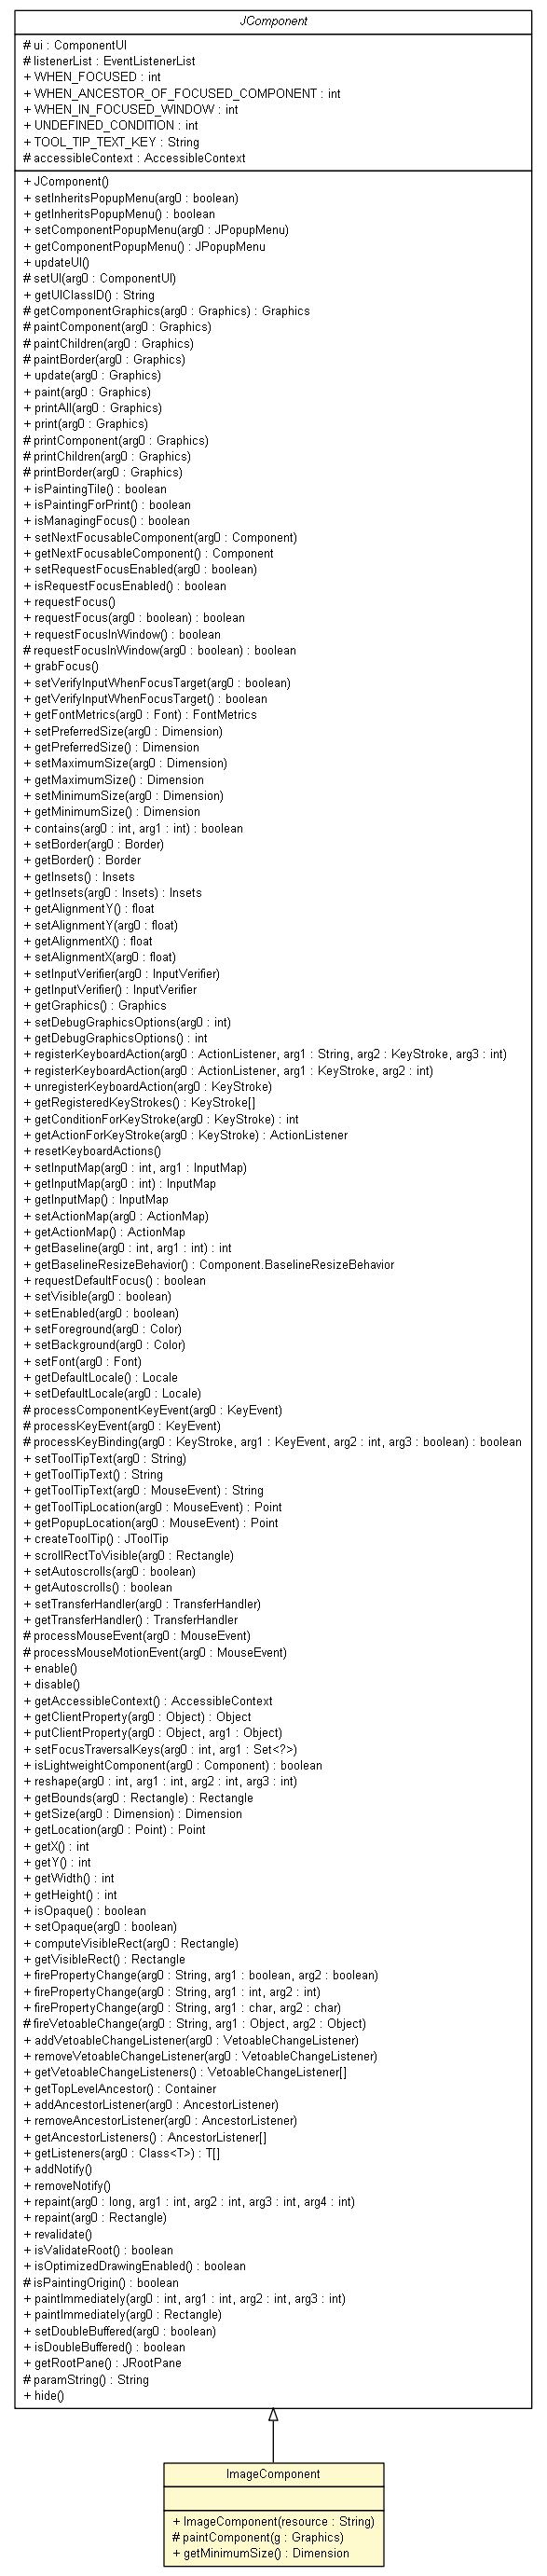 JComponent
# ui : ComponentUI
# listenerList : EventListenerList
+ WHEN_FOCUSED : int
+ WHEN_ANCESTOR_OF_FOCUSED_COMPONENT : int
+ WHEN_IN_FOCUSED_WINDOW : int
+ UNDEFINED_CONDITION : int
+ TOOL_TIP_TEXT_KEY : String
# accessibleContext : AccessibleContext
+ JComponent()
+ setInheritsPopupMenu(arg0 : boolean)
+ getInheritsPopupMenu() : boolean
+ setComponentPopupMenu(arg0 : JPopupMenu)
+ getComponentPopupMenu() : JPopupMenu
+ updateUI()
# setUI(arg0 : ComponentUI)
+ getUIClassID() : String
# getComponentGraphics(arg0 : Graphics) : Graphics
# paintComponent(arg0 : Graphics)
# paintChildren(arg0 : Graphics)
# paintBorder(arg0 : Graphics)
+ update(arg0 : Graphics)
+ paint(arg0 : Graphics)
+ printAll(arg0 : Graphics)
+ print(arg0 : Graphics)
# printComponent(arg0 : Graphics)
# printChildren(arg0 : Graphics)
# printBorder(arg0 : Graphics)
+ isPaintingTile() : boolean
+ isPaintingForPrint() : boolean
+ isManagingFocus() : boolean
+ setNextFocusableComponent(arg0 : Component)
+ getNextFocusableComponent() : Component
+ setRequestFocusEnabled(arg0 : boolean)
+ isRequestFocusEnabled() : boolean
+ requestFocus()
+ requestFocus(arg0 : boolean) : boolean
+ requestFocusInWindow() : boolean
# requestFocusInWindow(arg0 : boolean) : boolean
+ grabFocus()
+ setVerifyInputWhenFocusTarget(arg0 : boolean)
+ getVerifyInputWhenFocusTarget() : boolean
+ getFontMetrics(arg0 : Font) : FontMetrics
+ setPreferredSize(arg0 : Dimension)
+ getPreferredSize() : Dimension
+ setMaximumSize(arg0 : Dimension)
+ getMaximumSize() : Dimension
+ setMinimumSize(arg0 : Dimension)
+ getMinimumSize() : Dimension
+ contains(arg0 : int, arg1 : int) : boolean
+ setBorder(arg0 : Border)
+ getBorder() : Border
+ getInsets() : Insets
+ getInsets(arg0 : Insets) : Insets
+ getAlignmentY() : float
+ setAlignmentY(arg0 : float)
+ getAlignmentX() : float
+ setAlignmentX(arg0 : float)
+ setInputVerifier(arg0 : InputVerifier)
+ getInputVerifier() : InputVerifier
+ getGraphics() : Graphics
+ setDebugGraphicsOptions(arg0 : int)
+ getDebugGraphicsOptions() : int
+ registerKeyboardAction(arg0 : ActionListener, arg1 : String, arg2 : KeyStroke, arg3 : int)
+ registerKeyboardAction(arg0 : ActionListener, arg1 : KeyStroke, arg2 : int)
+ unregisterKeyboardAction(arg0 : KeyStroke)
+ getRegisteredKeyStrokes() : KeyStroke[]
+ getConditionForKeyStroke(arg0 : KeyStroke) : int
+ getActionForKeyStroke(arg0 : KeyStroke) : ActionListener
+ resetKeyboardActions()
+ setInputMap(arg0 : int, arg1 : InputMap)
+ getInputMap(arg0 : int) : InputMap
+ getInputMap() : InputMap
+ setActionMap(arg0 : ActionMap)
+ getActionMap() : ActionMap
+ getBaseline(arg0 : int, arg1 : int) : int
+ getBaselineResizeBehavior() : Component.BaselineResizeBehavior
+ requestDefaultFocus() : boolean
+ setVisible(arg0 : boolean)
+ setEnabled(arg0 : boolean)
+ setForeground(arg0 : Color)
+ setBackground(arg0 : Color)
+ setFont(arg0 : Font)
+ getDefaultLocale() : Locale
+ setDefaultLocale(arg0 : Locale)
# processComponentKeyEvent(arg0 : KeyEvent)
# processKeyEvent(arg0 : KeyEvent)
# processKeyBinding(arg0 : KeyStroke, arg1 : KeyEvent, arg2 : int, arg3 : boolean) : boolean
+ setToolTipText(arg0 : String)
+ getToolTipText() : String
+ getToolTipText(arg0 : MouseEvent) : String
+ getToolTipLocation(arg0 : MouseEvent) : Point
+ getPopupLocation(arg0 : MouseEvent) : Point
+ createToolTip() : JToolTip
+ scrollRectToVisible(arg0 : Rectangle)
+ setAutoscrolls(arg0 : boolean)
+ getAutoscrolls() : boolean
+ setTransferHandler(arg0 : TransferHandler)
+ getTransferHandler() : TransferHandler
# processMouseEvent(arg0 : MouseEvent)
# processMouseMotionEvent(arg0 : MouseEvent)
+ enable()
+ disable()
+ getAccessibleContext() : AccessibleContext
+ getClientProperty(arg0 : Object) : Object
+ putClientProperty(arg0 : Object, arg1 : Object)
+ setFocusTraversalKeys(arg0 : int, arg1 : Set<?>)
+ isLightweightComponent(arg0 : Component) : boolean
+ reshape(arg0 : int, arg1 : int, arg2 : int, arg3 : int)
+ getBounds(arg0 : Rectangle) : Rectangle
+ getSize(arg0 : Dimension) : Dimension
+ getLocation(arg0 : Point) : Point
+ getX() : int
+ getY() : int
+ getWidth() : int
+ getHeight() : int
+ isOpaque() : boolean
+ setOpaque(arg0 : boolean)
+ computeVisibleRect(arg0 : Rectangle)
+ getVisibleRect() : Rectangle
+ firePropertyChange(arg0 : String, arg1 : boolean, arg2 : boolean)
+ firePropertyChange(arg0 : String, arg1 : int, arg2 : int)
+ firePropertyChange(arg0 : String, arg1 : char, arg2 : char)
# fireVetoableChange(arg0 : String, arg1 : Object, arg2 : Object)
+ addVetoableChangeListener(arg0 : VetoableChangeListener)
+ removeVetoableChangeListener(arg0 : VetoableChangeListener)
+ getVetoableChangeListeners() : VetoableChangeListener[]
+ getTopLevelAncestor() : Container
+ addAncestorListener(arg0 : AncestorListener)
+ removeAncestorListener(arg0 : AncestorListener)
+ getAncestorListeners() : AncestorListener[]
+ getListeners(arg0 : Class<T>) : T[]
+ addNotify()
+ removeNotify()
+ repaint(arg0 : long, arg1 : int, arg2 : int, arg3 : int, arg4 : int)
+ repaint(arg0 : Rectangle)
+ revalidate()
+ isValidateRoot() : boolean
+ isOptimizedDrawingEnabled() : boolean
# isPaintingOrigin() : boolean
+ paintImmediately(arg0 : int, arg1 : int, arg2 : int, arg3 : int)
+ paintImmediately(arg0 : Rectangle)
+ setDoubleBuffered(arg0 : boolean)
+ isDoubleBuffered() : boolean
+ getRootPane() : JRootPane
# paramString() : String
+ hide()
ImageComponent
+ ImageComponent(resource : String)
# paintComponent(g : Graphics)
+ getMinimumSize() : Dimension